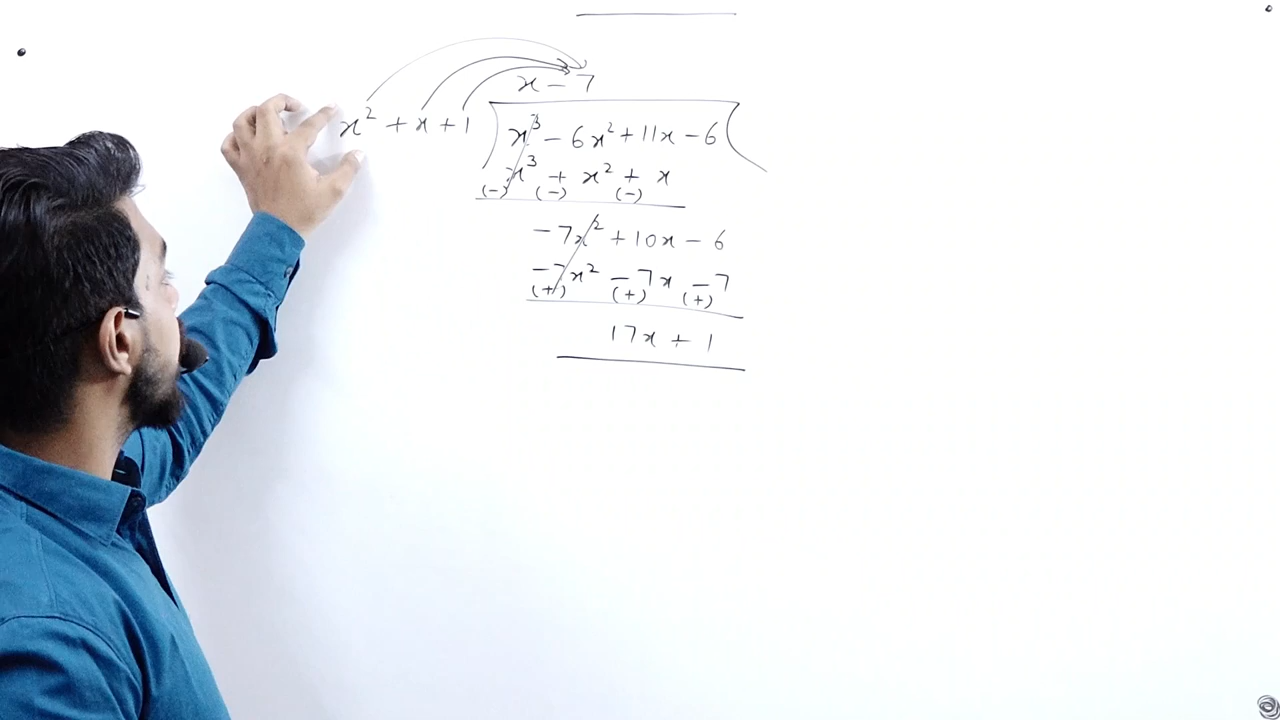 x - 7
x² + x + 1 x³ - 6x² + 11x - 6
x³ + x² + x
(-) (-) (-)
-7x² + 10x - 6
-7x² -7x -7
(+) (+) (+)
17x + 1